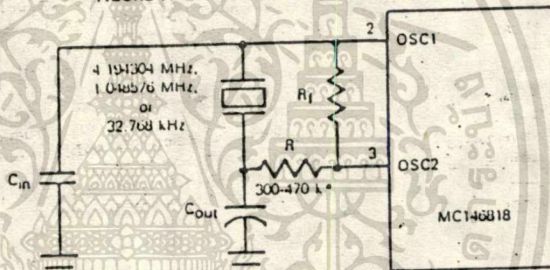 2
OSC1
4.194304 MHz,
1.048576 MHz,
or
32.768 kHz
Rf
R
3
OSC2
300-470 k*
Cin
Cout
MC146818